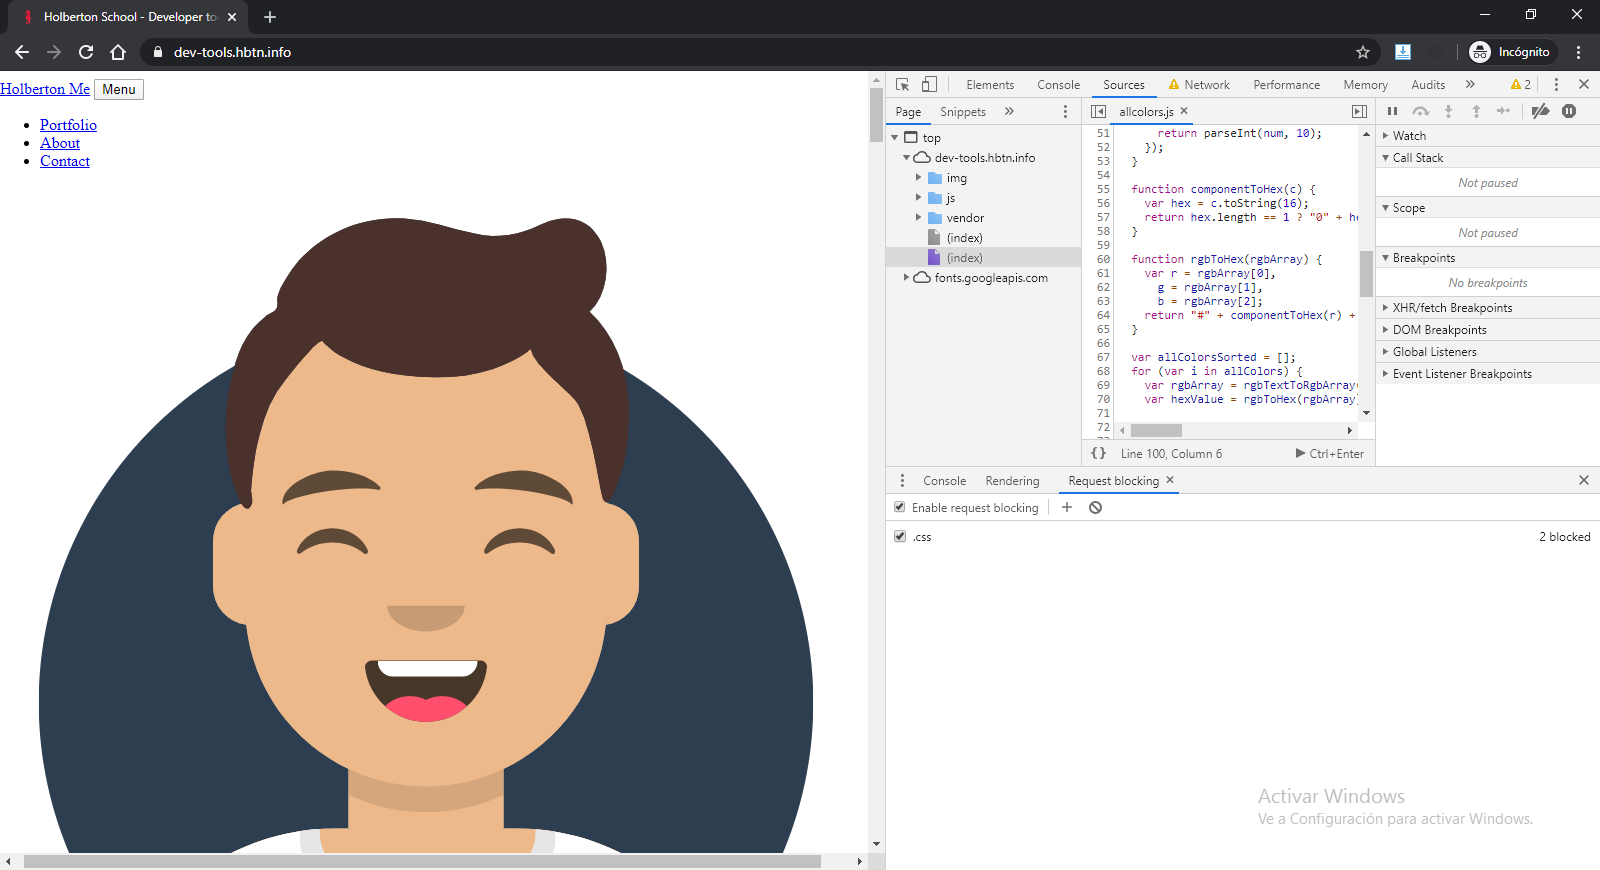 Holberton School - Developer to
dev-tools.hbtn.info
Incógnito
Holberton Me Menu
Portfolio
About
Contact
Elements Console Sources Network Performance Memory Audits 2
Page Snippets
allcolors.js
top
dev-tools.hbtn.info
img
js
vendor
(index)
(index)
fonts.googleapis.com
51 return parseInt(num, 10);
52 });
53 }
54
55 function componentToHex(c) {
56 var hex = c.toString(16);
57 return hex.length == 1 ? "0" + he
58 }
59
60 function rgbToHex(rgbArray) {
61 var r = rgbArray[0],
62 g = rgbArray[1],
63 b = rgbArray[2];
64 return "#" + componentToHex(r) +
65 }
66
67 var allColorsSorted = [];
68 for (var i in allColors) {
69 var rgbArray = rgbTextToRgbArray(
70 var hexValue = rgbToHex(rgbArray)
71
72
{} Line 100, Column 6 Ctrl+Enter
Watch
Call Stack
Not paused
Scope
Not paused
Breakpoints
No breakpoints
XHR/fetch Breakpoints
DOM Breakpoints
Global Listeners
Event Listener Breakpoints
Console Rendering Request blocking
Enable request blocking
.css 2 blocked
Activar Windows
Ve a Configuración para activar Windows.